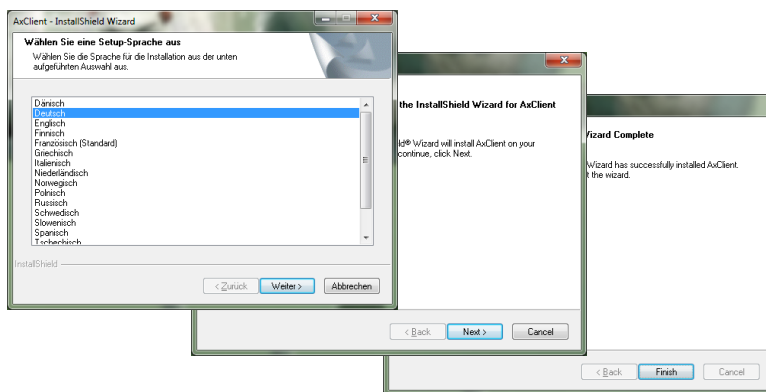 AxClient - InstallShield Wizard
Wählen Sie eine Setup-Sprache aus
Wählen Sie die Sprache für die Installation aus der unten
aufgeführten Auswahl aus.
Dänisch
Deutsch
Englisch
Finnisch
Französisch (Standard)
Griechisch
Italienisch
Niederländisch
Norwegisch
Polnisch
Russisch
Schwedisch
Slowenisch
Spanisch
Tschechisch
InstallShield
< Zurück
Weiter >
Abbrechen
the InstallShield Wizard for AxClient
ld® Wizard will install AxClient on your
continue, click Next.
< Back
Next >
Cancel
Wizard Complete
Wizard has successfully installed AxClient.
t the wizard.
< Back
Finish
Cancel